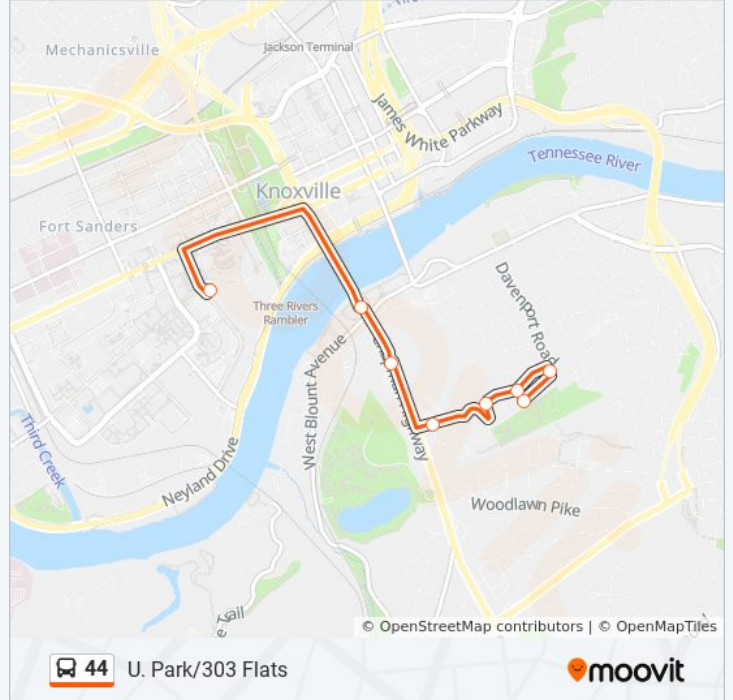 Mechanicsville
Jackson Terminal
James White Parkway
Tennessee River
Knoxville
Fort Sanders
Davenport Road
Three Rivers
Rambler
West Blount Avenue
Third Creek
Neyland Drive
Woodlawn Pike
Trail
© OpenStreetMap contributors | © OpenMapTiles
44 U. Park/303 Flats
moovit